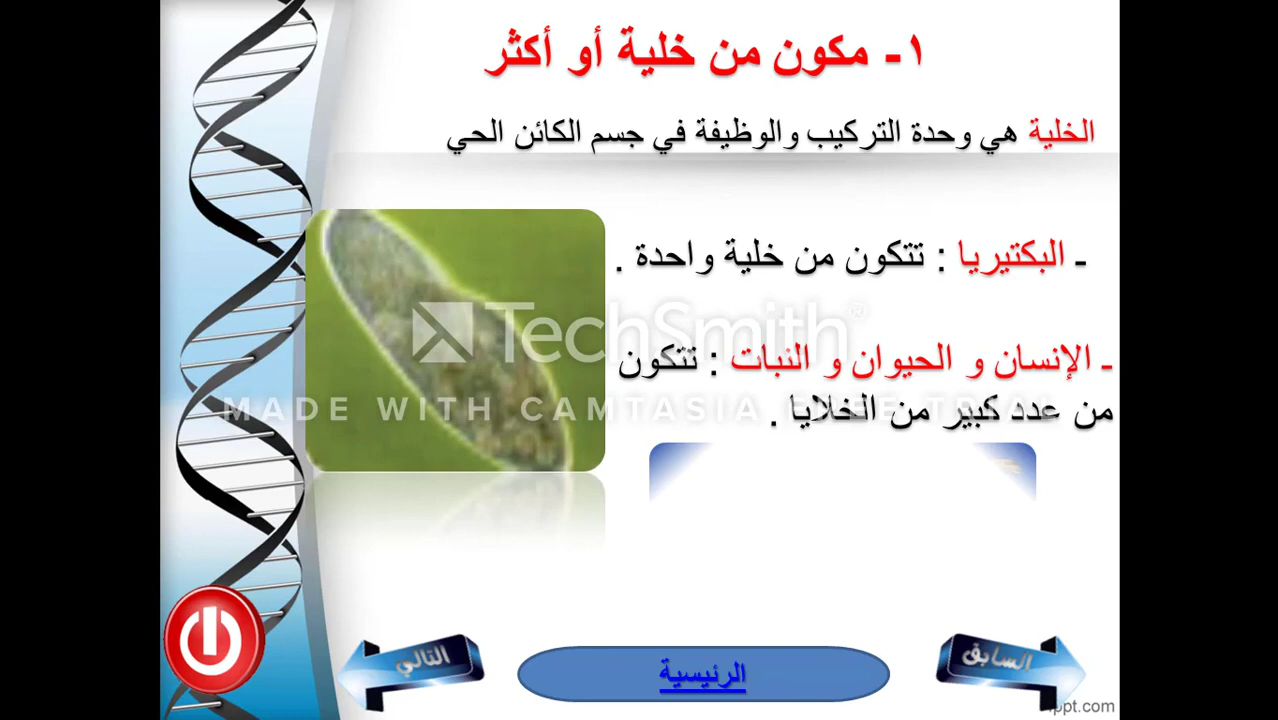 ١- مكون من خلية أو أكثر
الخلية هي وحدة التركيب والوظيفة في جسم الكائن الحي
- البكتيريا : تتكون من خلية واحدة .
TechSmith®
- الإنسان و الحيوان و النبات : تتكون
من عدد كبير من الخلايا .
MADE WITH CAMTASIA FREE TRIAL
السابق
الرئيسية
التالي
ppt.com